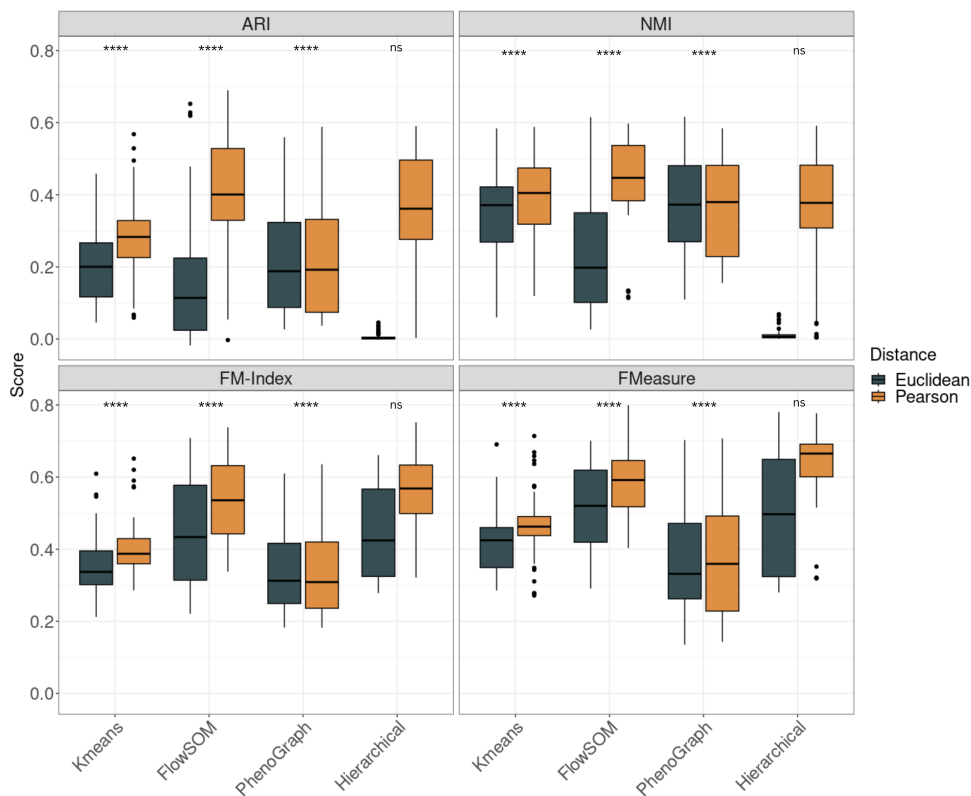 ARI
NMI
**** **** **** ns
**** **** **** ns
0.8
0.6
0.4
0.2
0.0
FM-Index
FMeasure
**** **** **** ns
**** **** **** ns
0.8
0.6
0.4
0.2
0.0
Score
Kmeans
FlowSOM
PhenoGraph
Hierarchical
Kmeans
FlowSOM
PhenoGraph
Hierarchical
Distance
Euclidean
Pearson